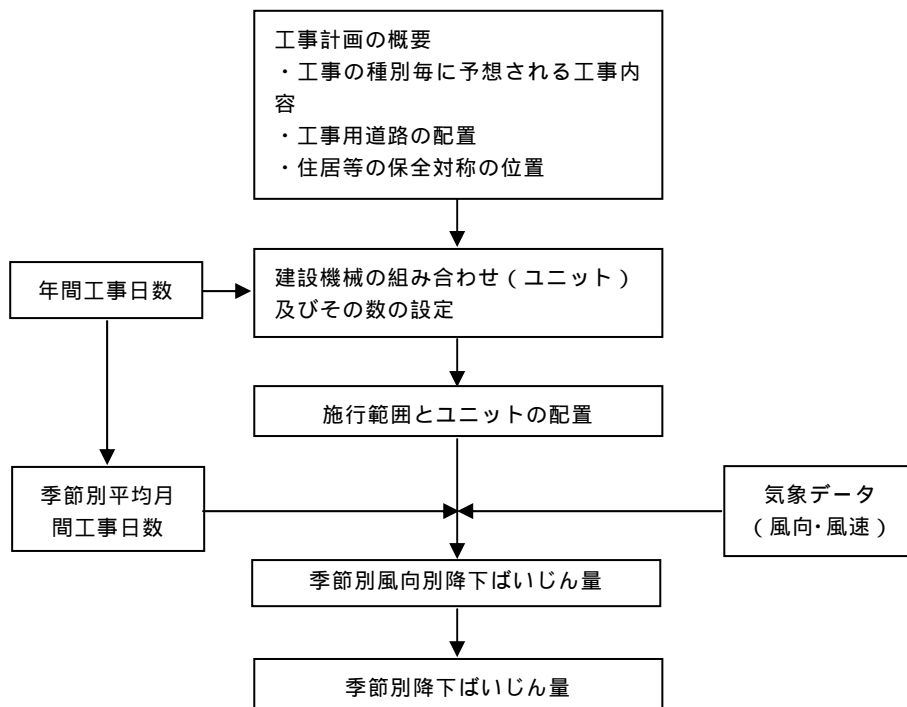 工事計画の概要
・工事の種別毎に予想される工事内
容
・工事用道路の配置
・住居等の保全対称の位置
年間工事日数
建設機械の組み合わせ(ユニット)
及びその数の設定
施行範囲とユニットの配置
季節別平均月
間工事日数
気象データ
(風向・風速)
季節別風向別降下ばいじん量
季節別降下ばいじん量